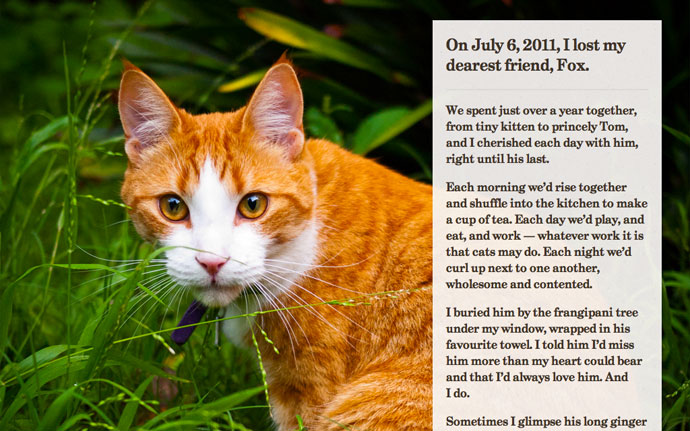 On July 6, 2011, I lost my
dearest friend, Fox.
We spent just over a year together,
from tiny kitten to princely Tom,
and I cherished each day with him,
right until his last.
Each morning we’d rise together
and shuffle into the kitchen to make
a cup of tea. Each day we’d play, and
eat, and work — whatever work it is
that cats may do. Each night we’d
curl up next to one another,
wholesome and contented.
I buried him by the frangipani tree
under my window, wrapped in his
favourite towel. I told him I’d miss
him more than my heart could bear
and that I’d always love him. And
I do.
Sometimes I glimpse his long ginger